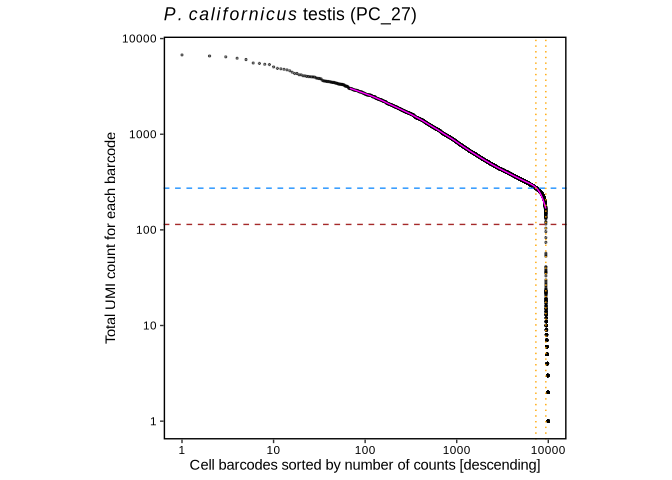 P. californicus testis (PC_27)
Total UMI count for each barcode
10000
1000
100
10
1
1 10 100 1000 10000
Cell barcodes sorted by number of counts [descending]